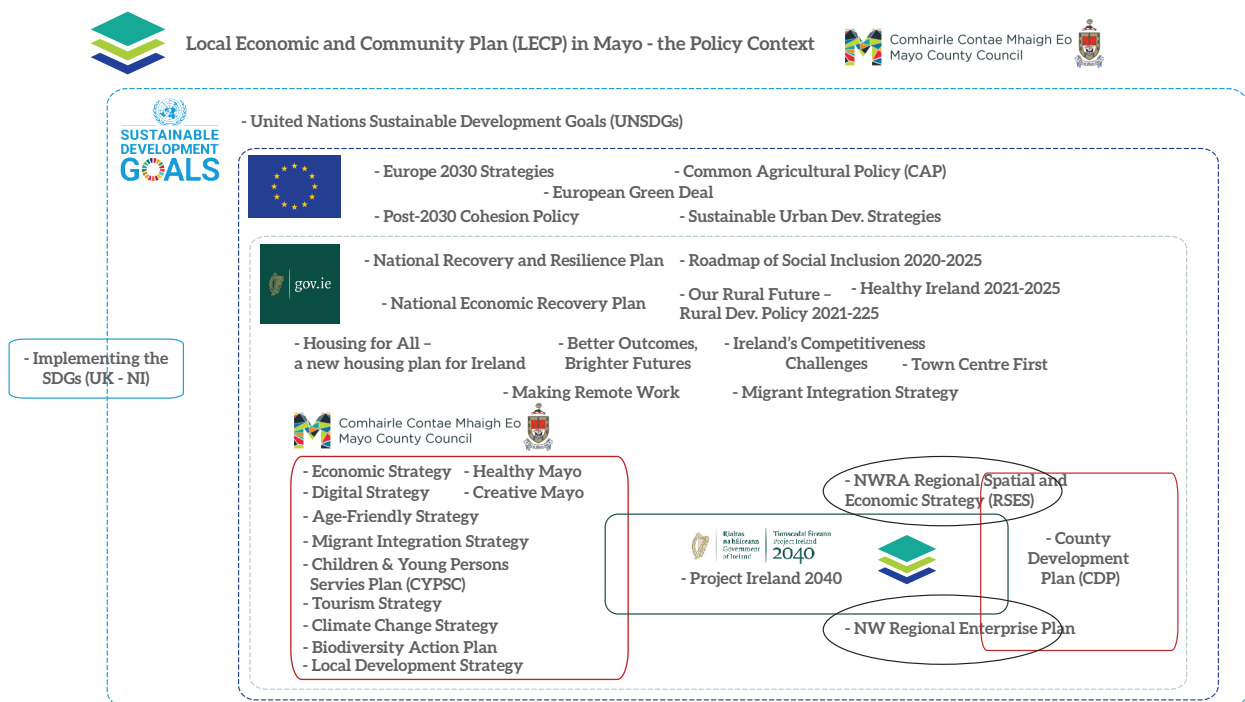 Local Economic and Community Plan (LECP) in Mayo - the Policy Context
Comhairle Contae Mhaigh Eo
Mayo County Council
SUSTAINABLE
DEVELOPMENT
GOALS
- United Nations Sustainable Development Goals (UNSDGs)
- Europe 2030 Strategies
- Common Agricultural Policy (CAP)
- European Green Deal
- Post-2030 Cohesion Policy
- Sustainable Urban Dev. Strategies
gov.ie
- National Recovery and Resilience Plan
- Roadmap of Social Inclusion 2020-2025
- National Economic Recovery Plan
- Our Rural Future –
Rural Dev. Policy 2021-225
- Healthy Ireland 2021-2025
- Implementing the
SDGs (UK - NI)
- Housing for All –
a new housing plan for Ireland
- Better Outcomes,
Brighter Futures
- Ireland's Competitiveness
Challenges
- Town Centre First
- Making Remote Work
- Migrant Integration Strategy
Comhairle Contae Mhaigh Eo
Mayo County Council
- Economic Strategy
- Healthy Mayo
- Digital Strategy
- Creative Mayo
- Age-Friendly Strategy
- Migrant Integration Strategy
- Children & Young Persons
Servies Plan (CYPSC)
- Tourism Strategy
- Climate Change Strategy
- Biodiversity Action Plan
- Local Development Strategy
- NWRA Regional Spatial and
Economic Strategy (RSES)
Rialtas
na hÉireann
Government
of Ireland
Tionscadal Éireann
Project Ireland
2040
- Project Ireland 2040
- County
Development
Plan (CDP)
- NW Regional Enterprise Plan